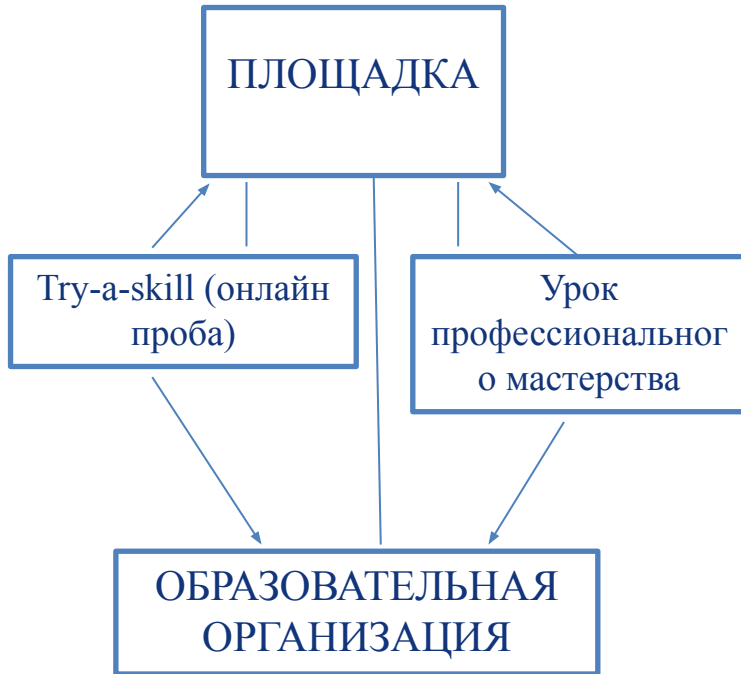 ПЛОЩАДКА
Try-a-skill (онлайн
проба)
Урок
профессиональног
о мастерства
ОБРАЗОВАТЕЛЬНАЯ
ОРГАНИЗАЦИЯ